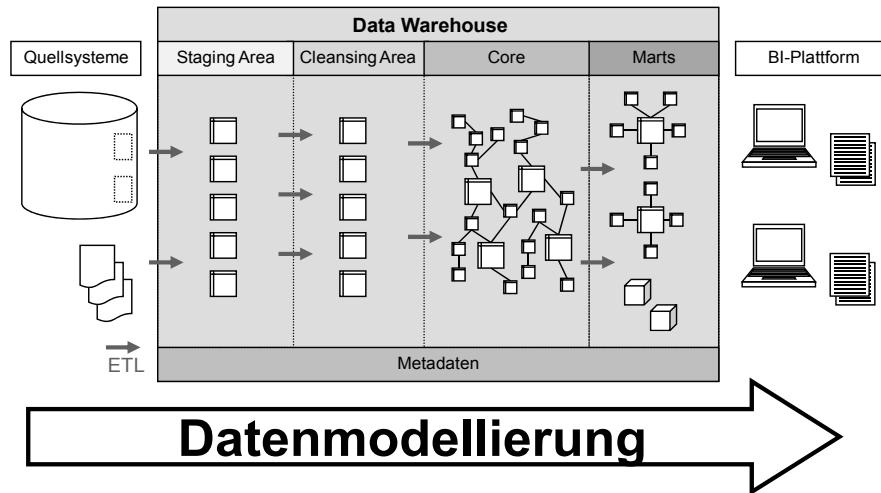 Data Warehouse
Quellsysteme
Staging Area
Cleansing Area
Core
Marts
BI-Plattform
ETL
Metadaten
Datenmodellierung